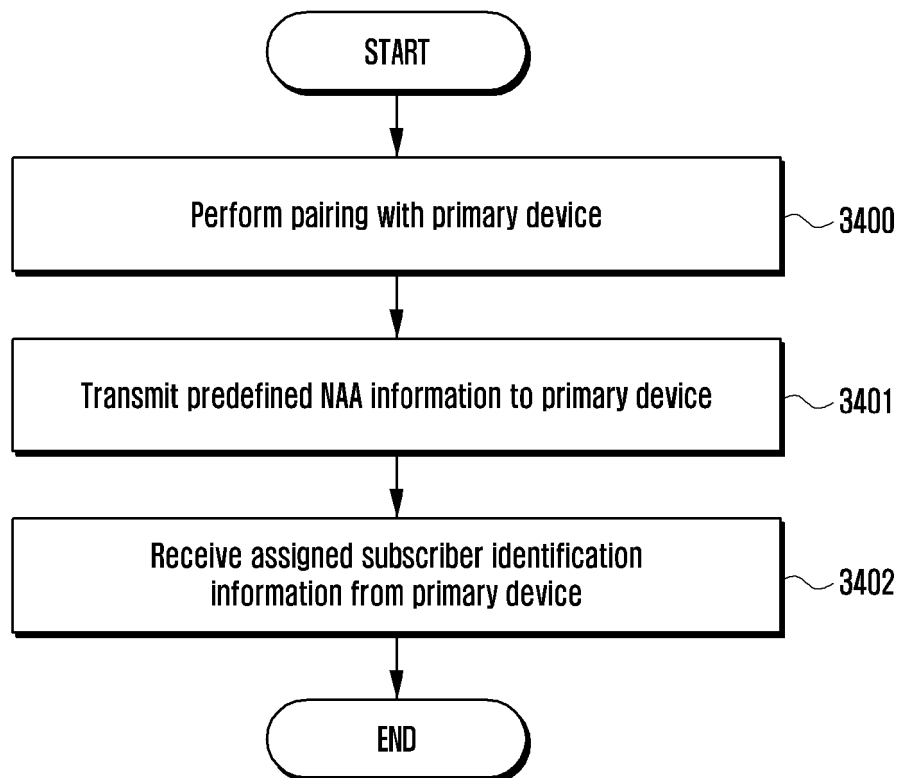 START
Perform pairing with primary device
3400
Transmit predefined NAA information to primary device
3401
Receive assigned subscriber identification
information from primary device
3402
END